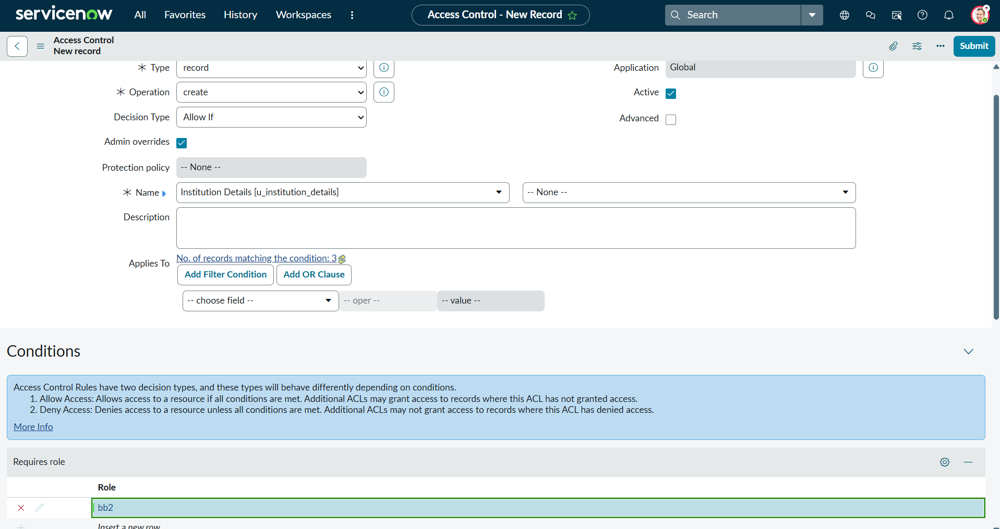 servicenow All Favorites History Workspaces Access Control - New Record Search
Access Control
New record
Submit
Type record Application Global
Operation create Active
Decision Type Allow If Advanced
Admin overrides
Protection policy -- None --
Name Institution Details [u_institution_details] -- None --
Description
Applies To No. of records matching the condition: 3
Add Filter Condition Add OR Clause
-- choose field -- -- oper -- -- value --
Conditions
Access Control Rules have two decision types, and these types will behave differently depending on conditions.
1. Allow Access: Allows access to a resource if all conditions are met. Additional ACLs may grant access to records where this ACL has not granted access.
2. Deny Access: Denies access to a resource unless all conditions are met. Additional ACLs may not grant access to records where this ACL has denied access.
More Info
Requires role
Role
bb2
Insert a new row...